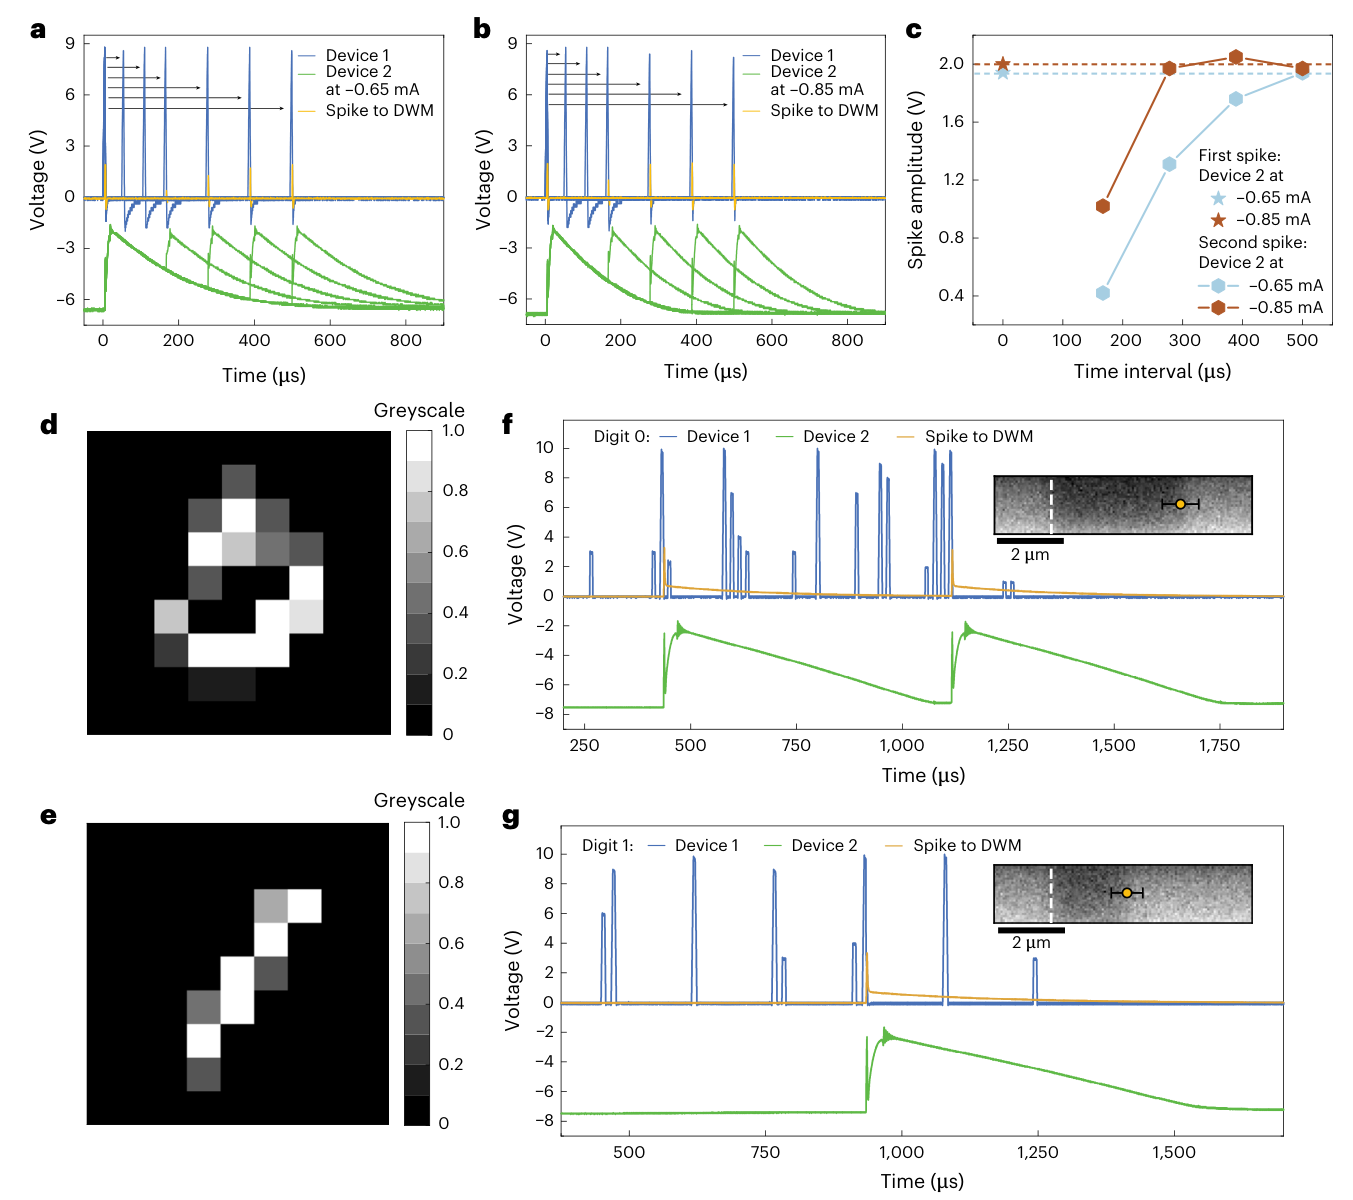 a
9
6
3
0
−3
−6
Voltage (V)
Device 1
Device 2
at −0.65 mA
Spike to DWM
0
200
400
600
800
Time (µs)
b
9
6
3
0
−3
−6
Voltage (V)
Device 1
Device 2
at −0.85 mA
Spike to DWM
0
200
400
600
800
Time (µs)
c
2.0
1.6
1.2
0.8
0.4
Spike amplitude (V)
First spike:
Device 2 at
−0.65 mA
−0.85 mA
Second spike:
Device 2 at
−0.65 mA
−0.85 mA
0
100
200
300
400
500
Time interval (µs)
d
Greyscale
1.0
0.8
0.6
0.4
0.2
0
e
Greyscale
1.0
0.8
0.6
0.4
0.2
0
f
Digit 0:
Device 1
Device 2
Spike to DWM
10
8
6
4
2
0
−2
−4
−6
−8
Voltage (V)
2 µm
250
500
750
1,000
1,250
1,500
1,750
Time (µs)
g
Digit 1:
Device 1
Device 2
Spike to DWM
10
8
6
4
2
0
−2
−4
−6
−8
Voltage (V)
2 µm
500
750
1,000
1,250
1,500
Time (µs)